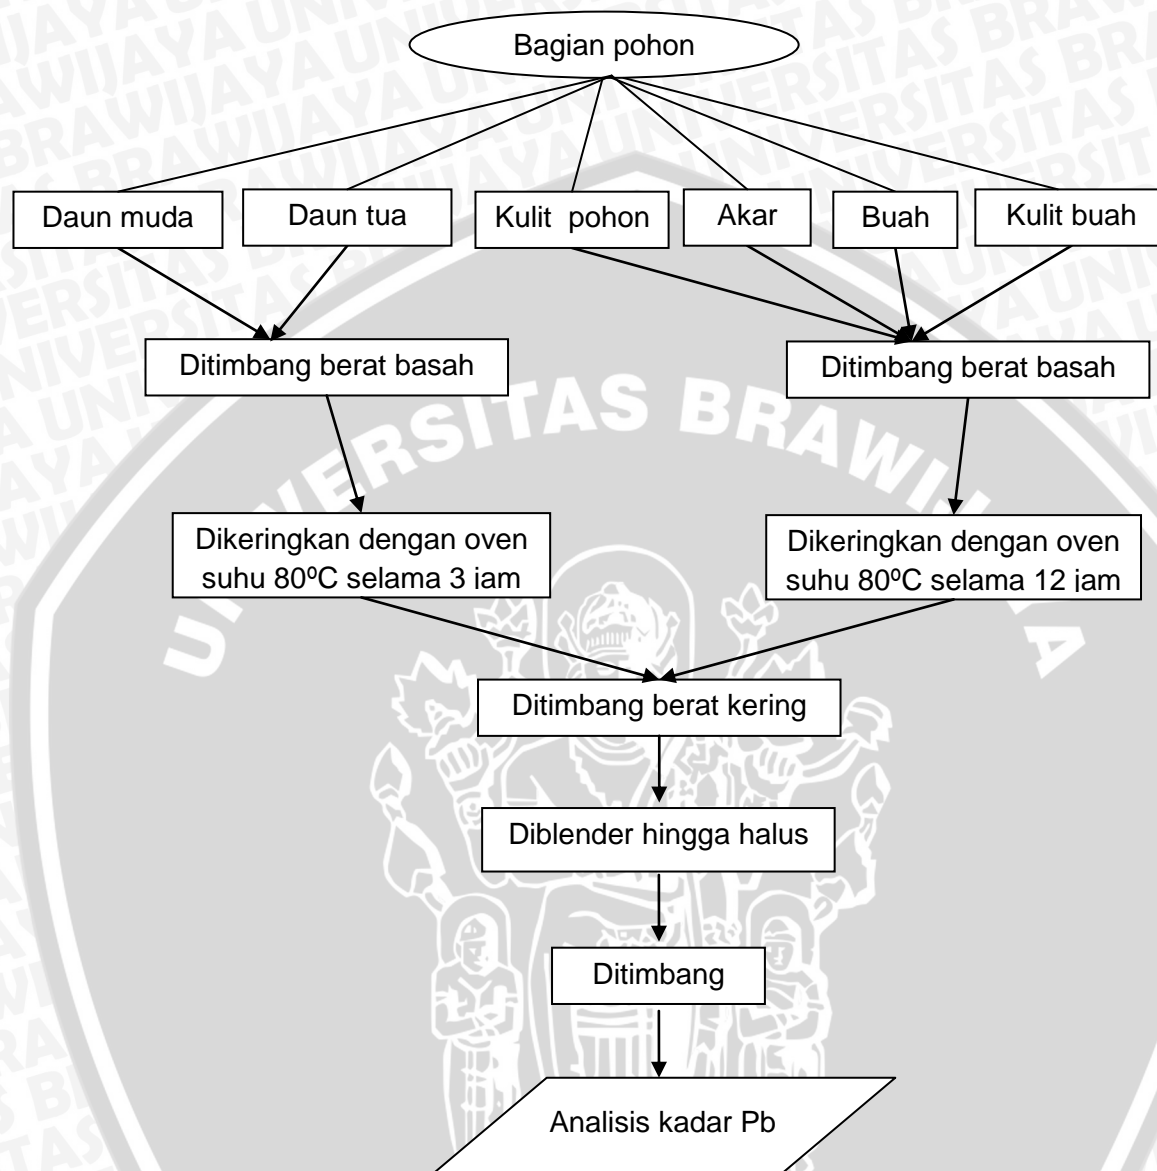 Bagian pohon
Daun muda
Daun tua
Kulit pohon
Akar
Buah
Kulit buah
Ditimbang berat basah
Ditimbang berat basah
Dikeringkan dengan oven
suhu 80ºC selama 3 jam
Dikeringkan dengan oven
suhu 80ºC selama 12 jam
Ditimbang berat kering
Diblender hingga halus
Ditimbang
Analisis kadar Pb
UNIVERSITAS BRAWIJAYA